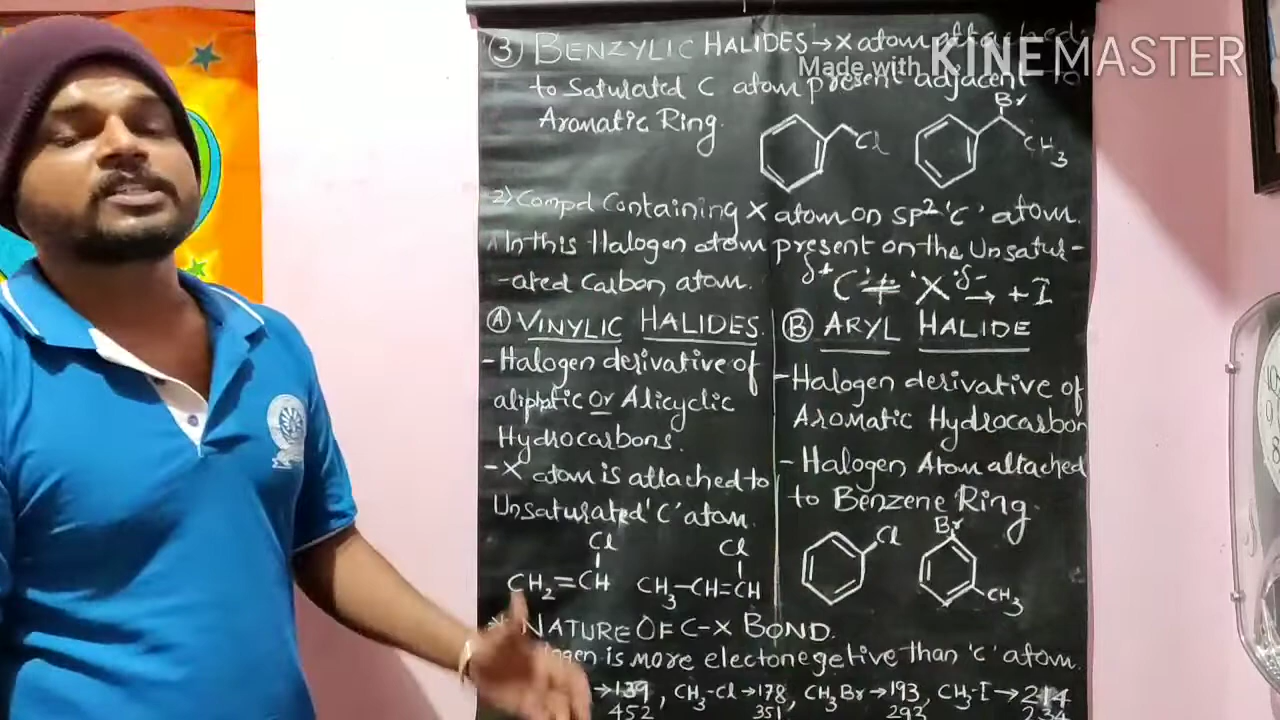 ③ BENZYLIC HALIDES → X atom attached
to Saturated C atom present adjacent to
Aromatic Ring.
Made with KINEMASTER
Cl
Br
CH3
2) Compd Containing X atom on sp² 'C' atom.
In this Halogen atom present on the Unsatur-
-ated Carbon atom.
δ+ C X δ- → +I
Ⓐ VINYLIC HALIDES.
- Halogen derivative of
aliphatic Or Alicyclic
Hydrocarbons.
- X atom is attached to
Unsaturated 'C' atom.
Cl
CH2=CH
Cl
CH3-CH=CH
Ⓑ ARYL HALIDE
- Halogen derivative of
Aromatic Hydrocarbon
- Halogen Atom attached
to Benzene Ring.
Cl
Br
CH3
NATURE OF C-X BOND.
is more electonegetive than 'C' atom.
→139, CH3-Cl→178, CH3Br→193, CH3-I→214
452 351 293 234